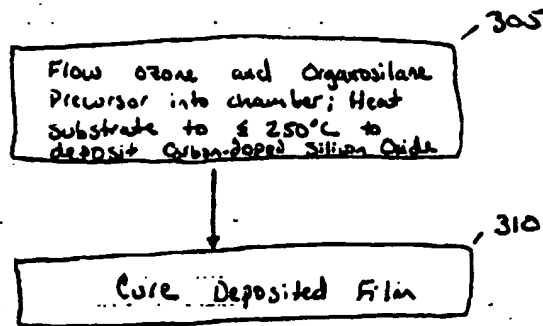 305
Flow ozone and Organosilane
Precursor into chamber; Heat
substrate to ≤ 250°C to
deposit Carbon-doped Silicon Oxide
310
Cure Deposited Film